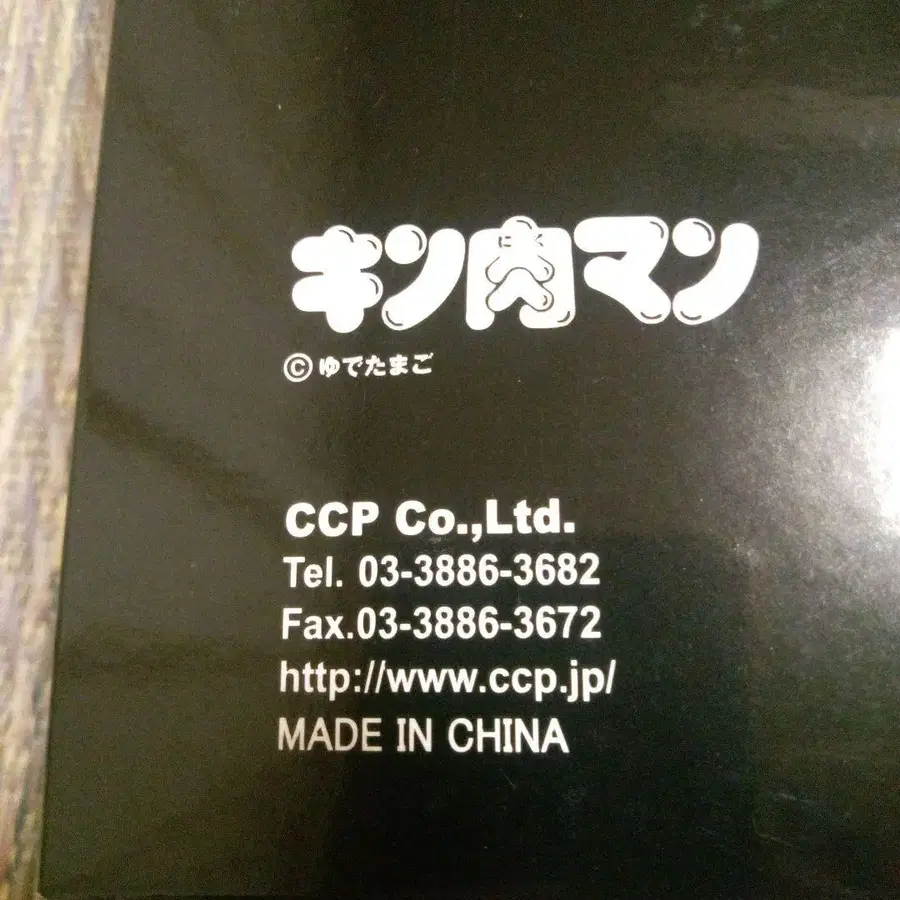 キン肉マン
©ゆでたまご
CCP Co.,Ltd.
Tel. 03-3886-3682
Fax.03-3886-3672
http://www.ccp.jp/
MADE IN CHINA